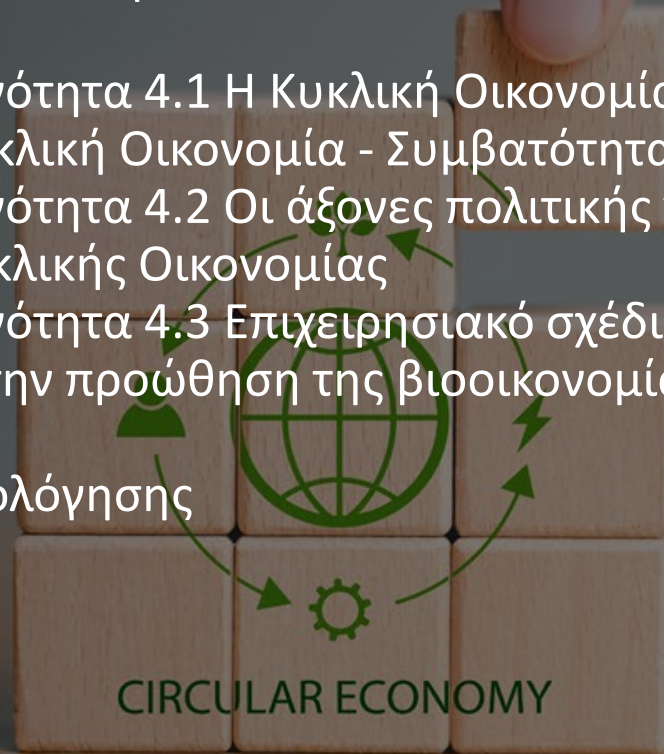 νότητα 4.1 Η Κυκλική Οικονομία
κλική Οικονομία - Συμβατότητα
νότητα 4.2 Οι άξονες πολιτικής
κλικής Οικονομίας
νότητα 4.3 Επιχειρησιακό σχέδι
την προώθηση της βιοοικονομία
ολόγησης
CIRCULAR ECONOMY